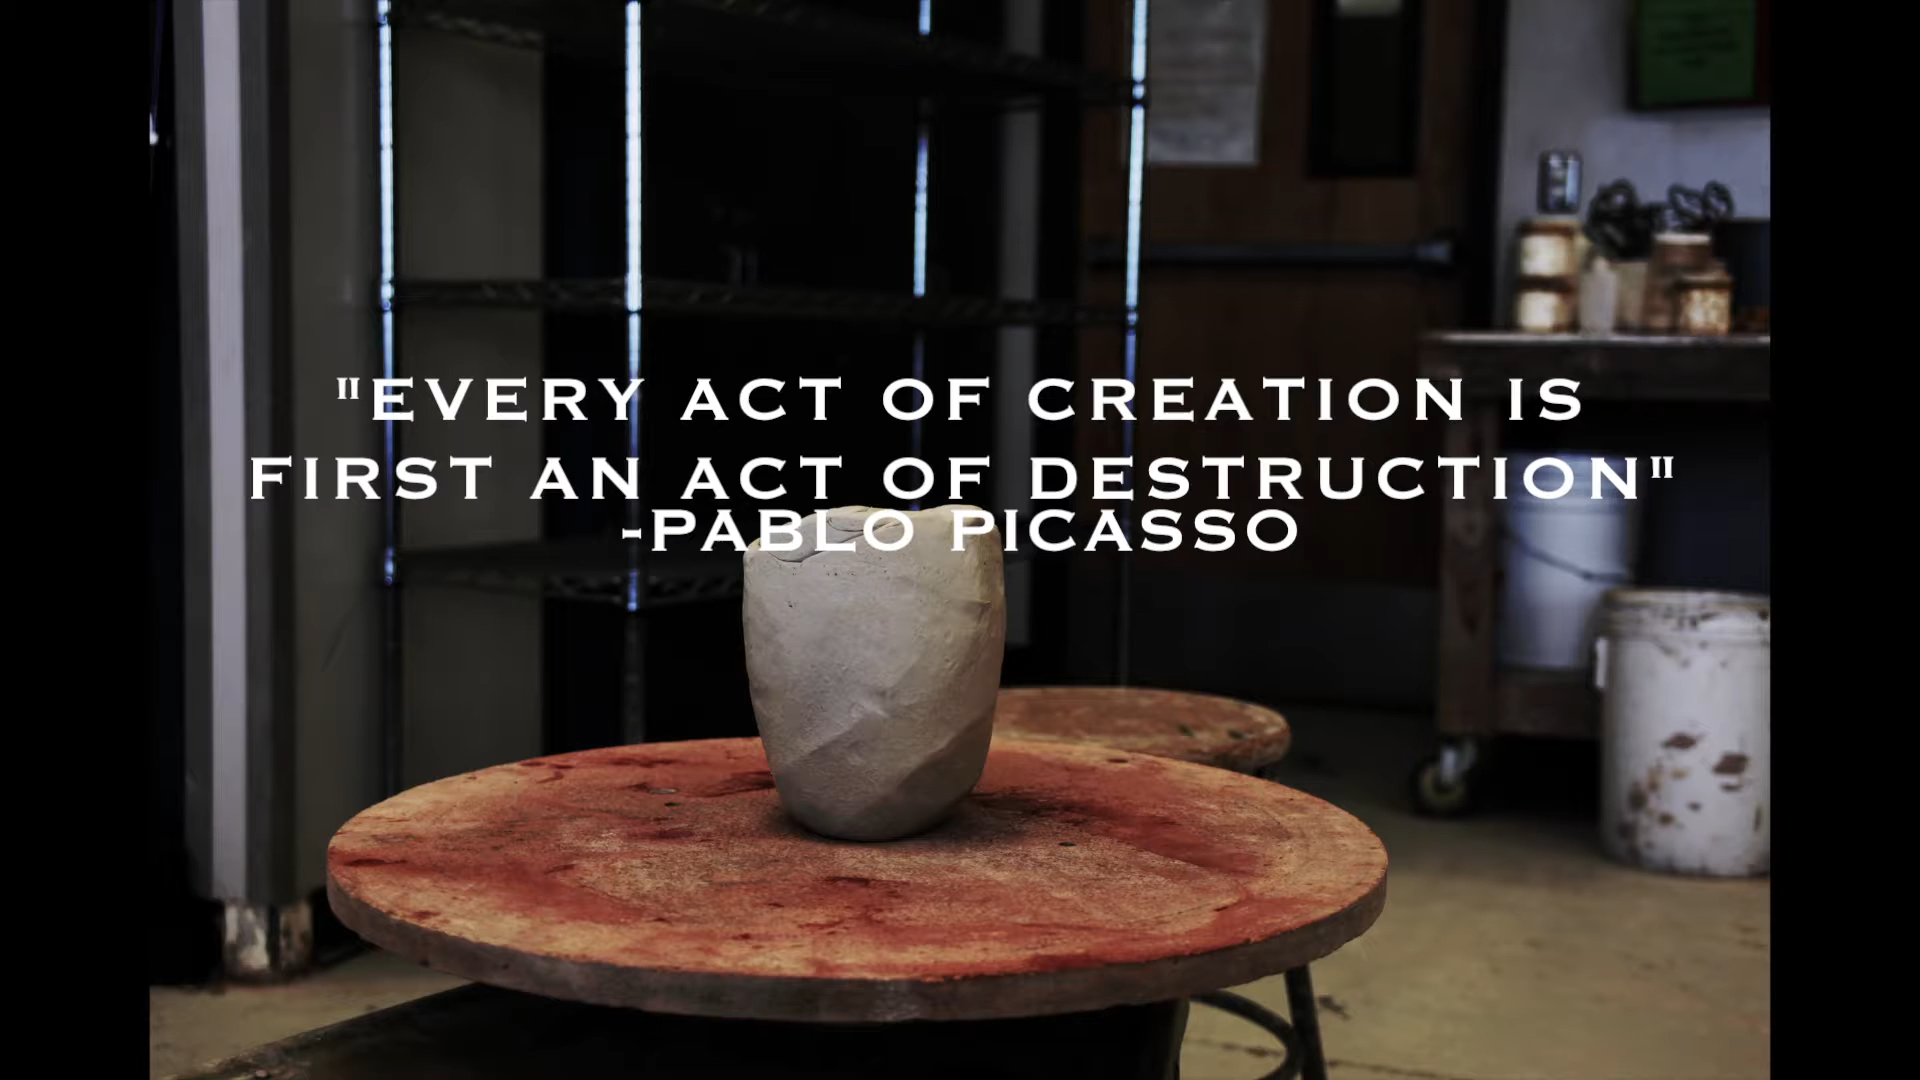 "EVERY ACT OF CREATION IS
FIRST AN ACT OF DESTRUCTION"
-PABLO PICASSO